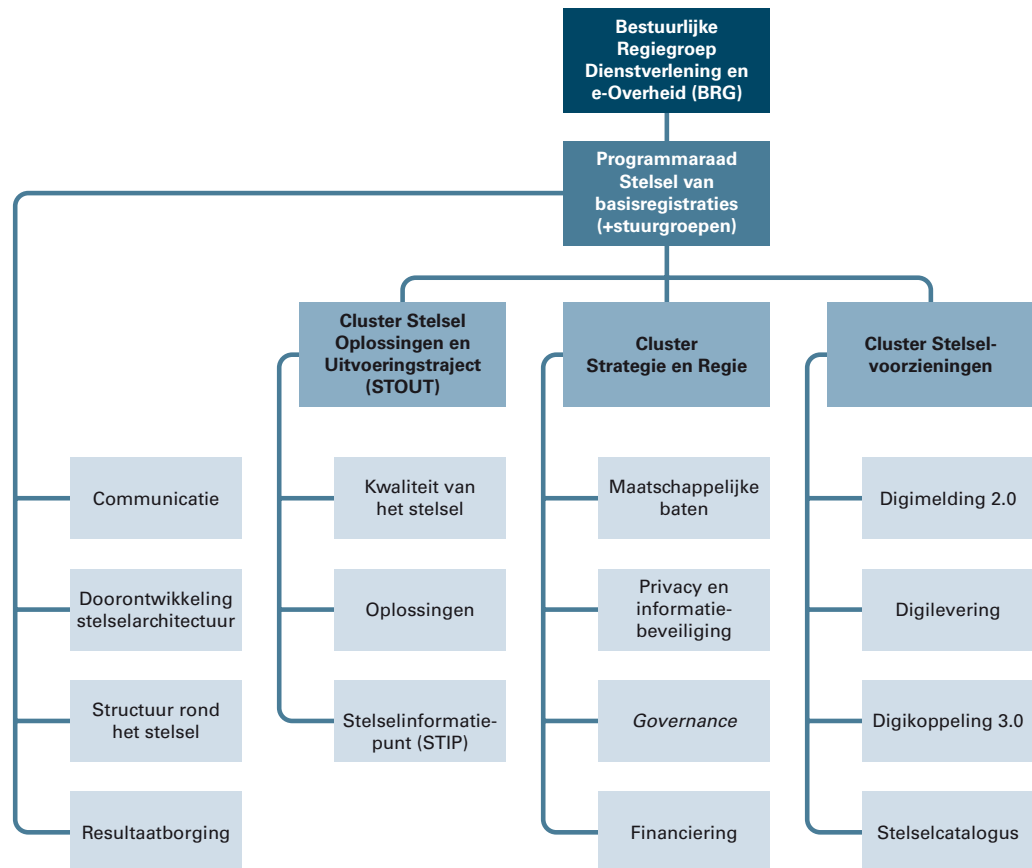 Bestuurlijke
Regiegroep
Dienstverlening en
e-Overheid (BRG)
Programmaraad
Stelsel van
basisregistraties
(+stuurgroepen)
Cluster Stelsel
Oplossingen en
Uitvoeringstraject
(STOUT)
Cluster
Strategie en Regie
Cluster Stelsel-
voorzieningen
Communicatie
Doorontwikkeling
stelselarchitectuur
Structuur rond
het stelsel
Resultaatborging
Kwaliteit van
het stelsel
Oplossingen
Stelselinformatie-
punt (STIP)
Maatschappelijke
baten
Privacy en
informatie-
beveiliging
Governance
Financiering
Digimelding 2.0
Digilevering
Digikoppeling 3.0
Stelselcatalogus